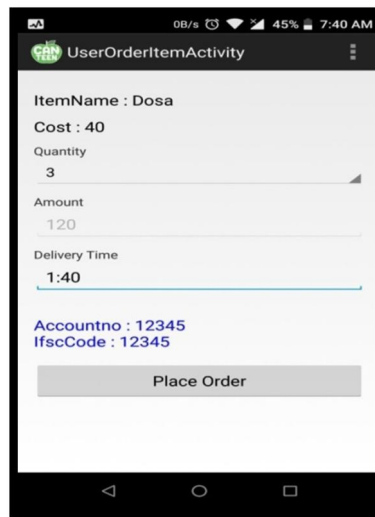 0B/s 45% 7:40 AM
CAN TEEN UserOrderItemActivity
ItemName : Dosa
Cost : 40
Quantity
3
Amount
120
Delivery Time
1:40
Accountno : 12345
IfscCode : 12345
Place Order